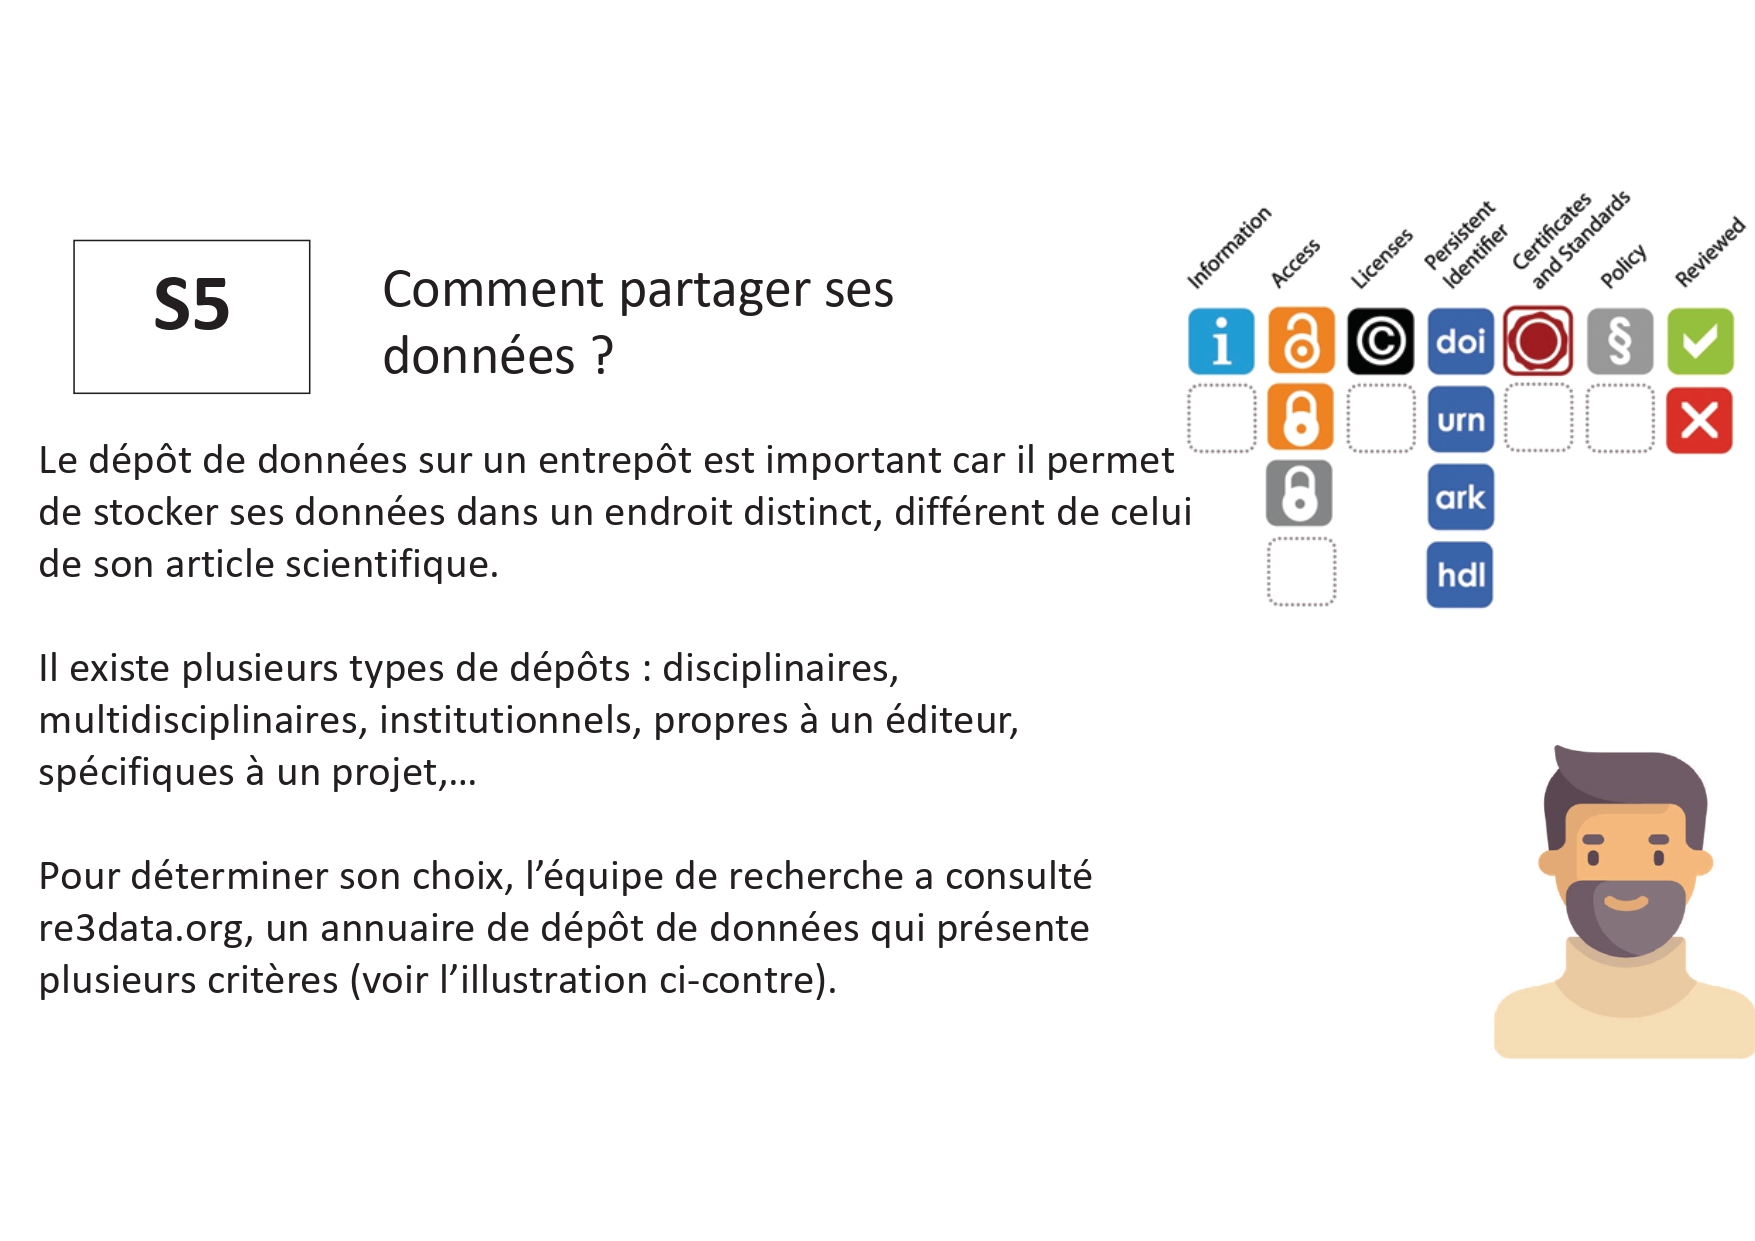 S5
Comment partager ses
données ?
Le dépôt de données sur un entrepôt est important car il permet
de stocker ses données dans un endroit distinct, différent de celui
de son article scientifique.
Il existe plusieurs types de dépôts : disciplinaires,
multidisciplinaires, institutionnels, propres à un éditeur,
spécifiques à un projet,...
Pour déterminer son choix, l’équipe de recherche a consulté
re3data.org, un annuaire de dépôt de données qui présente
plusieurs critères (voir l’illustration ci-contre).
Information
Access
Licenses
Persistent
Identifier
Certificates
and Standards
Policy
Reviewed
i
©
doi
§
urn
ark
hdl